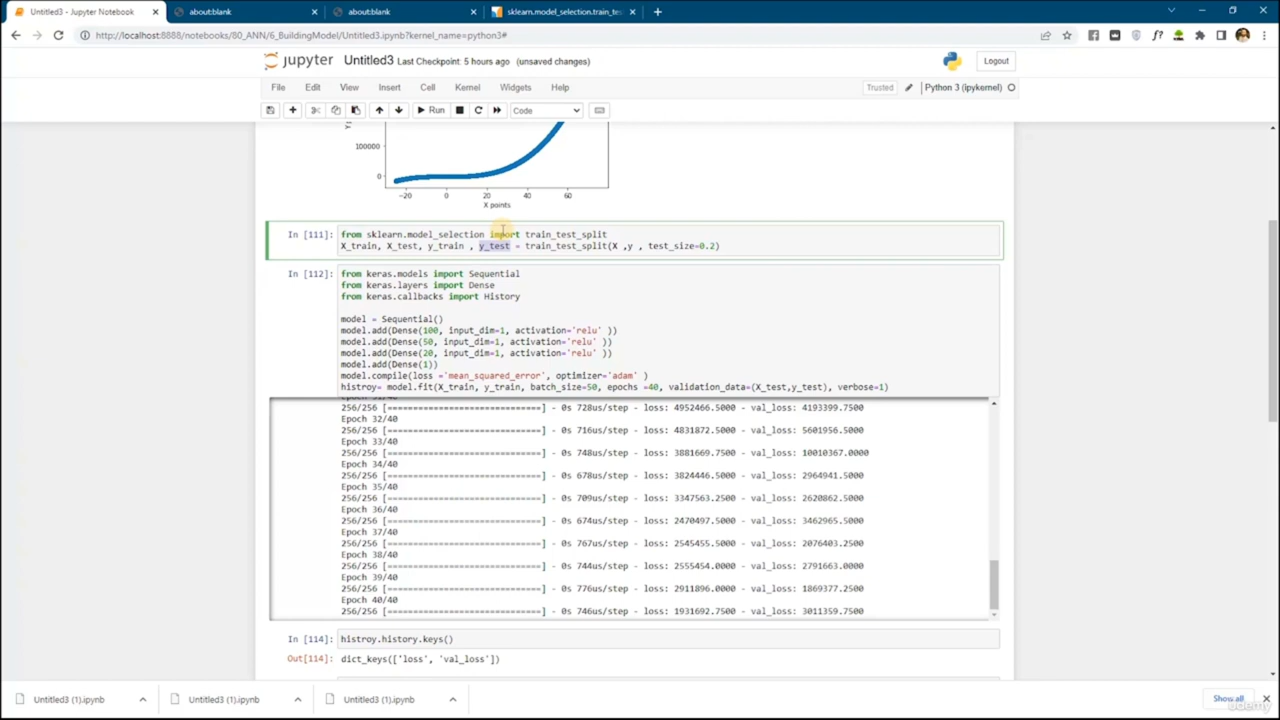 Untitled3 - Jupyter Notebook
about:blank
about:blank
sklearn.model_selection.train_te
http://localhost:8888/notebooks/80_ANN/6_BuildingModel/Untitled3.ipynb?kernel_name=python3#
jupyter Untitled3 Last Checkpoint: 5 hours ago (unsaved changes)
Logout
File Edit View Insert Cell Kernel Widgets Help
Trusted
Python 3 (ipykernel)
Run
Code
100000
0
-20 0 20 40 60
X points
In [111]: from sklearn.model_selection import train_test_split
X_train, X_test, y_train , y_test = train_test_split(X ,y , test_size=0.2)
In [112]: from keras.models import Sequential
from keras.layers import Dense
from keras.callbacks import History
model = Sequential()
model.add(Dense(100, input_dim=1, activation='relu' ))
model.add(Dense(50, input_dim=1, activation='relu' ))
model.add(Dense(20, input_dim=1, activation='relu' ))
model.add(Dense(1))
model.compile(loss ='mean_squared_error', optimizer='adam' )
histroy= model.fit(X_train, y_train, batch_size=50, epochs =40, validation_data=(X_test,y_test), verbose=1)
256/256 [==============================] - 0s 728us/step - loss: 4952466.5000 - val_loss: 4193399.7500
Epoch 32/40
256/256 [==============================] - 0s 716us/step - loss: 4831872.5000 - val_loss: 5601956.5000
Epoch 33/40
256/256 [==============================] - 0s 748us/step - loss: 3881669.7500 - val_loss: 10010367.0000
Epoch 34/40
256/256 [==============================] - 0s 678us/step - loss: 3824446.5000 - val_loss: 2964941.5000
Epoch 35/40
256/256 [==============================] - 0s 709us/step - loss: 3347563.2500 - val_loss: 2620862.5000
Epoch 36/40
256/256 [==============================] - 0s 674us/step - loss: 2470497.5000 - val_loss: 3462965.5000
Epoch 37/40
256/256 [==============================] - 0s 767us/step - loss: 2545455.5000 - val_loss: 2076403.2500
Epoch 38/40
256/256 [==============================] - 0s 744us/step - loss: 2555454.0000 - val_loss: 2791663.0000
Epoch 39/40
256/256 [==============================] - 0s 776us/step - loss: 2911896.0000 - val_loss: 1869377.2500
Epoch 40/40
256/256 [==============================] - 0s 746us/step - loss: 1931692.7500 - val_loss: 3011359.7500
In [114]: histroy.history.keys()
Out[114]: dict_keys(['loss', 'val_loss'])
Untitled3 (1).ipynb
Untitled3 (1).ipynb
Untitled3 (1).ipynb
Show all
udemy